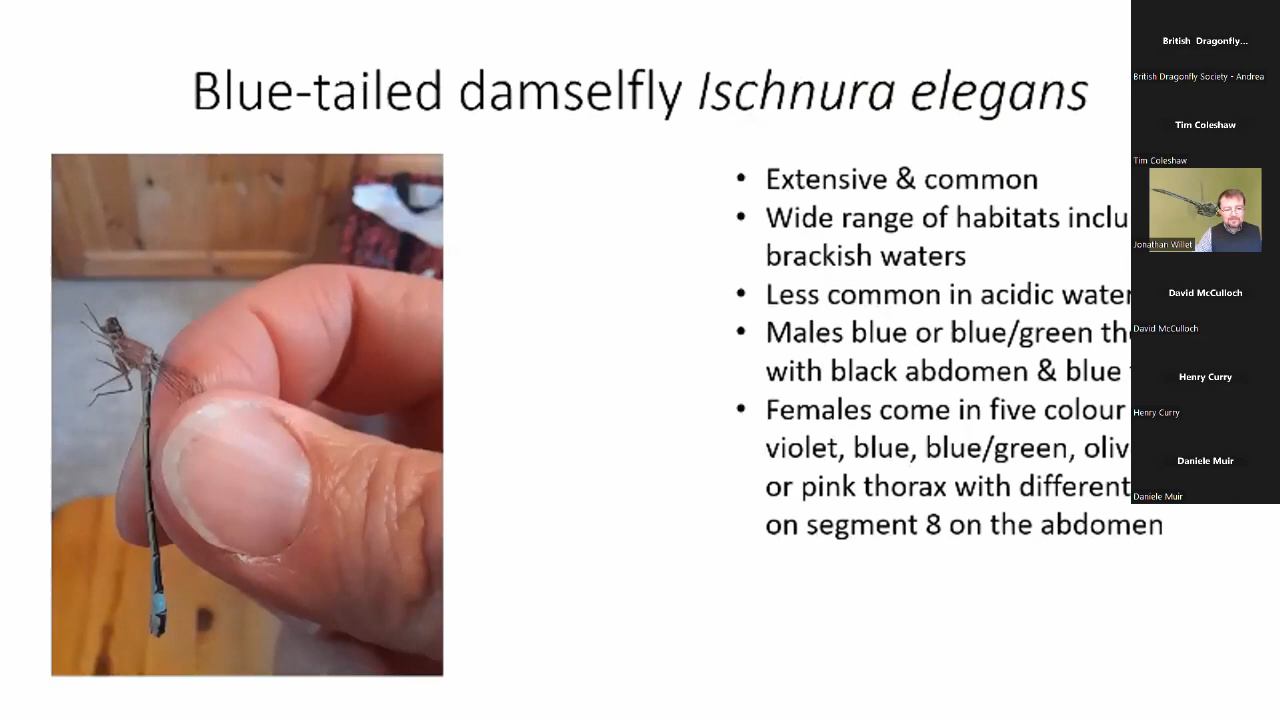 Blue-tailed damselfly Ischnura elegans
• Extensive & common
• Wide range of habitats inclu
brackish waters
• Less common in acidic water
• Males blue or blue/green th
with black abdomen & blue
• Females come in five colour
violet, blue, blue/green, oliv
or pink thorax with different
on segment 8 on the abdomen
British Dragonfly...
British Dragonfly Society - Andrea
Tim Coleshaw
Tim Coleshaw
Jonathan Willet
David McCulloch
David McCulloch
Henry Curry
Henry Curry
Daniele Muir
Daniele Muir